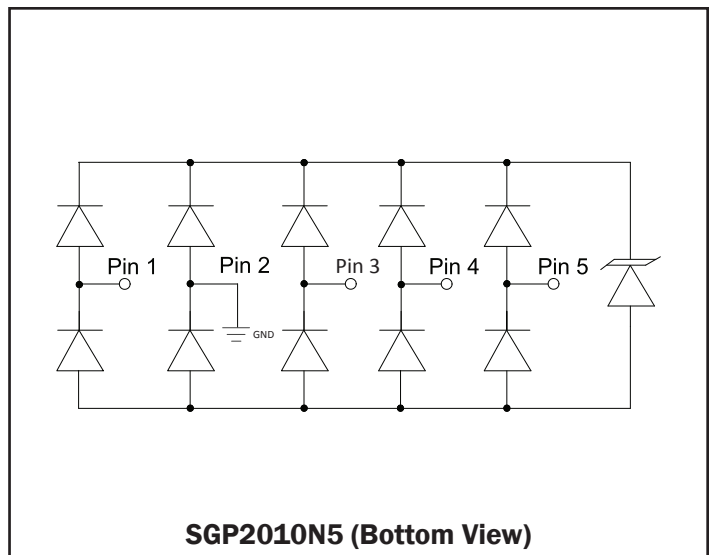 Pin 1
Pin 2
Pin 3
Pin 4
Pin 5
GND
SGP2010N5 (Bottom View)